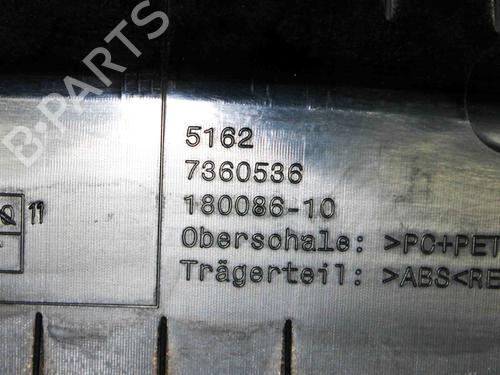 B-PARTS
5162
7360536
11 180086-10
Oberschale: >PC+PET
Trägerteil: >ABS<RE